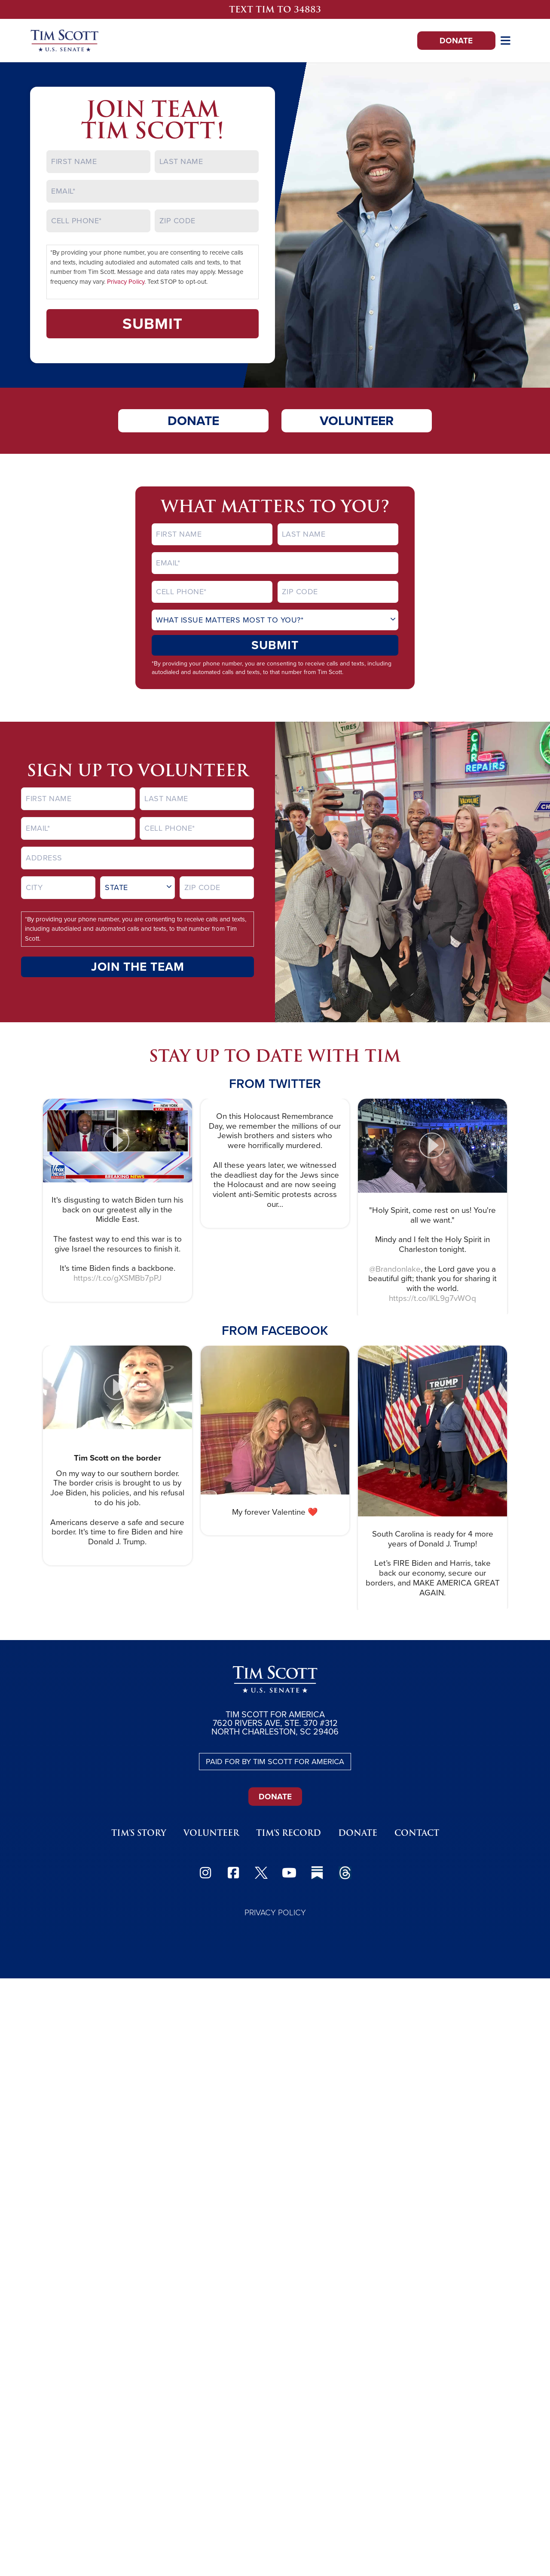 TEXT TIM TO 34883
TIM SCOTT
U.S. SENATE
DONATE
JOIN TEAM
TIM SCOTT!
FIRST NAME
LAST NAME
EMAIL*
CELL PHONE*
ZIP CODE
*By providing your phone number, you are consenting to receive calls
and texts, including autodialed and automated calls and texts, to that
number from Tim Scott. Message and data rates may apply. Message
frequency may vary. Privacy Policy. Text STOP to opt-out.
SUBMIT
DONATE
VOLUNTEER
WHAT MATTERS TO YOU?
FIRST NAME
LAST NAME
EMAIL*
CELL PHONE*
ZIP CODE
WHAT ISSUE MATTERS MOST TO YOU?*
SUBMIT
*By providing your phone number, you are consenting to receive calls and texts, including
autodialed and automated calls and texts, to that number from Tim Scott.
SIGN UP TO VOLUNTEER
FIRST NAME
LAST NAME
EMAIL*
CELL PHONE*
ADDRESS
CITY
STATE
ZIP CODE
*By providing your phone number, you are consenting to receive calls and texts,
including autodialed and automated calls and texts, to that number from Tim
Scott.
JOIN THE TEAM
TIRES
CAR
REPAIRS
VALVOLINE
STAY UP TO DATE WITH TIM
FROM TWITTER
NEW YORK
BREAKING NEWS
It's disgusting to watch Biden turn his
back on our greatest ally in the
Middle East.
The fastest way to end this war is to
give Israel the resources to finish it.
It's time Biden finds a backbone.
https://t.co/gXSMBb7pPJ
On this Holocaust Remembrance
Day, we remember the millions of our
Jewish brothers and sisters who
were horrifically murdered.
All these years later, we witnessed
the deadliest day for the Jews since
the Holocaust and are now seeing
violent anti-Semitic protests across
our...
"Holy Spirit, come rest on us! You're
all we want."
Mindy and I felt the Holy Spirit in
Charleston tonight.
@Brandonlake, the Lord gave you a
beautiful gift; thank you for sharing it
with the world.
https://t.co/IKL9g7vWOq
FROM FACEBOOK
Tim Scott on the border
On my way to our southern border.
The border crisis is brought to us by
Joe Biden, his policies, and his refusal
to do his job.
Americans deserve a safe and secure
border. It's time to fire Biden and hire
Donald J. Trump.
My forever Valentine ❤️
TRUMP
South Carolina is ready for 4 more
years of Donald J. Trump!
Let's FIRE Biden and Harris, take
back our economy, secure our
borders, and MAKE AMERICA GREAT
AGAIN.
TIM SCOTT
U.S. SENATE
TIM SCOTT FOR AMERICA
7620 RIVERS AVE, STE. 370 #312
NORTH CHARLESTON, SC 29406
PAID FOR BY TIM SCOTT FOR AMERICA
DONATE
TIM'S STORY
VOLUNTEER
TIM'S RECORD
DONATE
CONTACT
PRIVACY POLICY